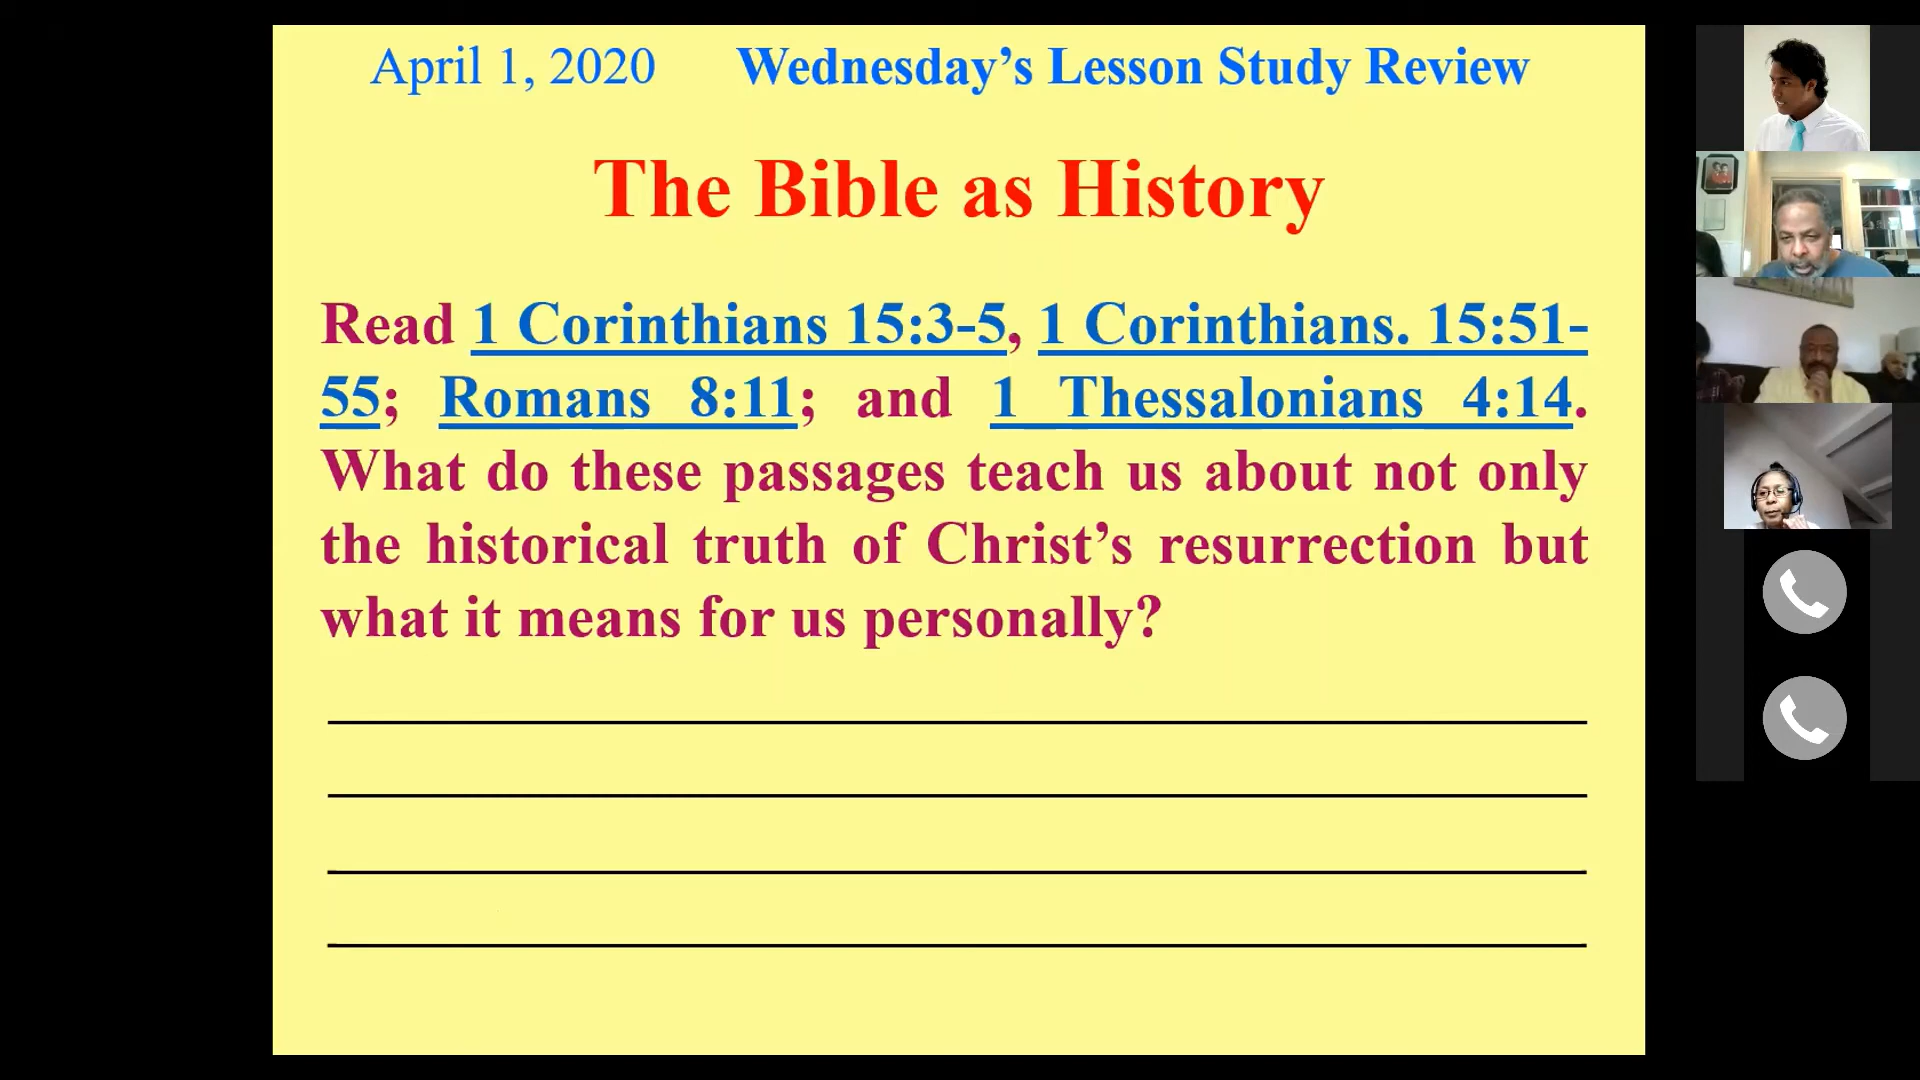 April 1, 2020 Wednesday’s Lesson Study Review
The Bible as History
Read 1 Corinthians 15:3-5, 1 Corinthians. 15:51-
55; Romans 8:11; and 1 Thessalonians 4:14.
What do these passages teach us about not only
the historical truth of Christ’s resurrection but
what it means for us personally?